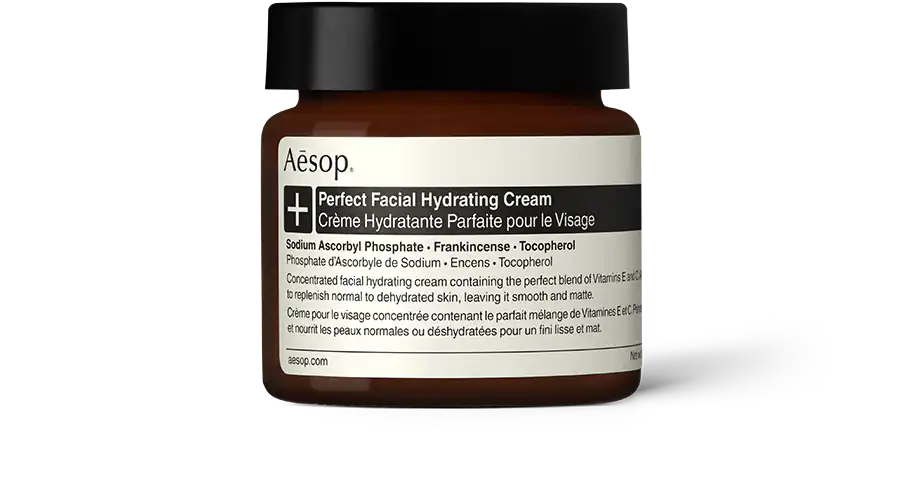 Aēsop®
+
Perfect Facial Hydrating Cream
Crème Hydratante Parfaite pour le Visage
Sodium Ascorbyl Phosphate • Frankincense • Tocopherol
Phosphate d'Ascorbyle de Sodium • Encens • Tocopherol
Concentrated facial hydrating cream containing the perfect blend of Vitamins E and C.
to replenish normal to dehydrated skin, leaving it smooth and matte.
Crème pour le visage concentrée contenant le parfait mélange de Vitamines E et C.
et nourrit les peaux normales ou déshydratées pour un fini lisse et mat.
aesop.com
Net